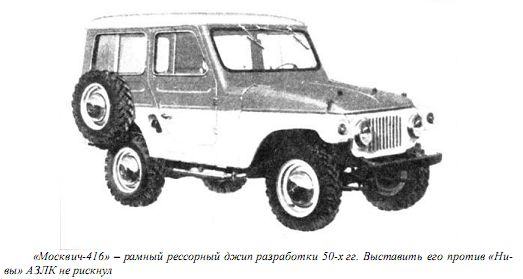 «Москвич-416» – рамный рессорный джип разработки 50-х гг. Выставить его против «Ни-
вы» АЗЛК не рискнул